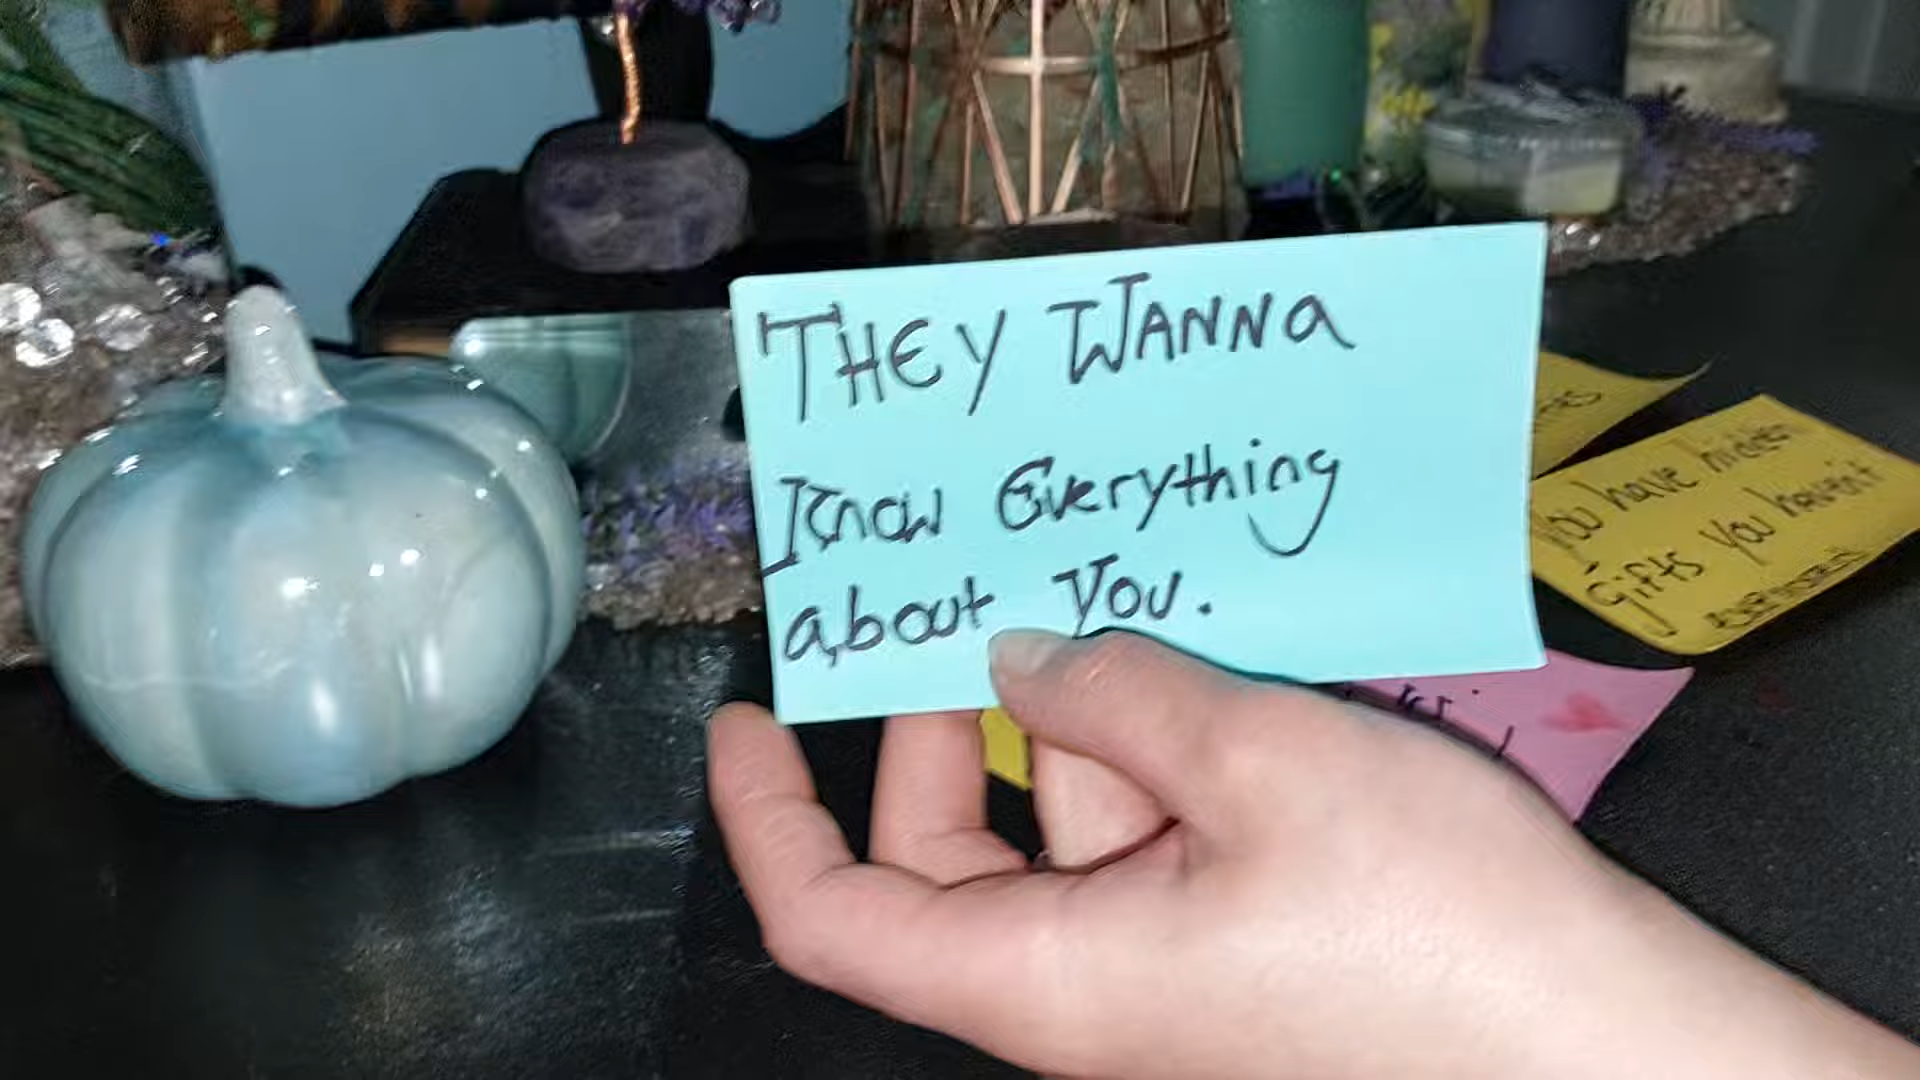 THEY WANNA
Know Everything
about You.
You have hidden
gifts you haven't